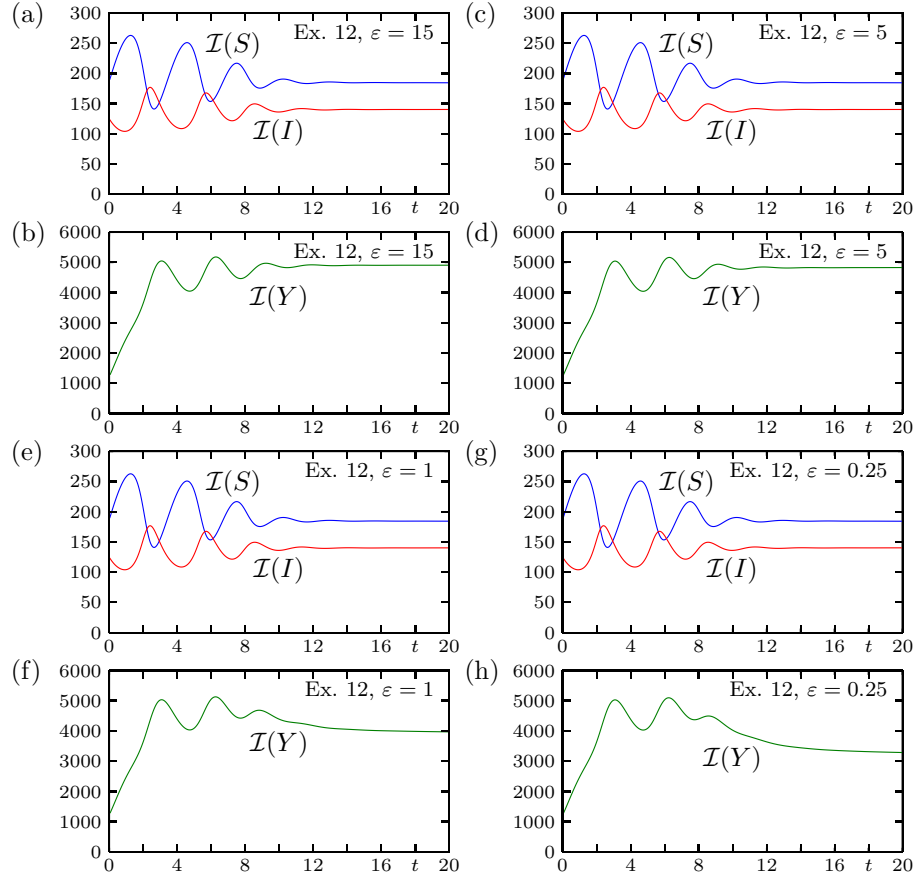 (a)
300
250
200
150
100
50
0
Ex. 12, ε = 15
𝓘(S)
𝓘(I)
0 4 8 12 16 t 20
(c)
300
250
200
150
100
50
0
Ex. 12, ε = 5
𝓘(S)
𝓘(I)
0 4 8 12 16 t 20
(b)
6000
5000
4000
3000
2000
1000
0
Ex. 12, ε = 15
𝓘(Y)
0 4 8 12 16 t 20
(d)
6000
5000
4000
3000
2000
1000
0
Ex. 12, ε = 5
𝓘(Y)
0 4 8 12 16 t 20
(e)
300
250
200
150
100
50
0
Ex. 12, ε = 1
𝓘(S)
𝓘(I)
0 4 8 12 16 t 20
(g)
300
250
200
150
100
50
0
Ex. 12, ε = 0.25
𝓘(S)
𝓘(I)
0 4 8 12 16 t 20
(f)
6000
5000
4000
3000
2000
1000
0
Ex. 12, ε = 1
𝓘(Y)
0 4 8 12 16 t 20
(h)
6000
5000
4000
3000
2000
1000
0
Ex. 12, ε = 0.25
𝓘(Y)
0 4 8 12 16 t 20